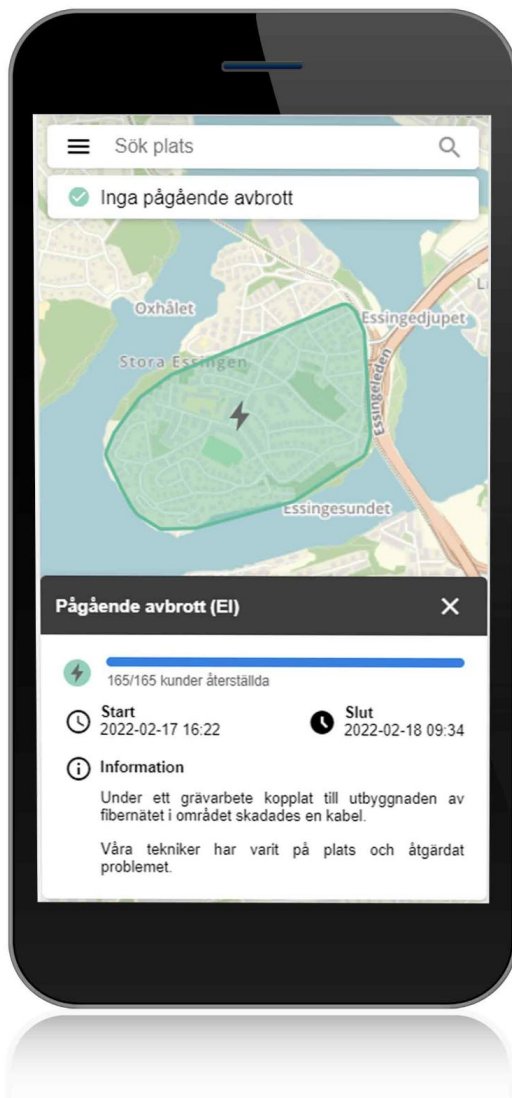 Sök plats
Inga pågående avbrott
Oxhålet
Essingedjupet
Stora Essingen
Essingeleden
Essingesundet
Pågående avbrott (El)
165/165 kunder återställda
Start
2022-02-17 16:22
Slut
2022-02-18 09:34
Information
Under ett grävarbete kopplat till utbyggnaden av
fibernätet i området skadades en kabel.
Våra tekniker har varit på plats och åtgärdat
problemet.